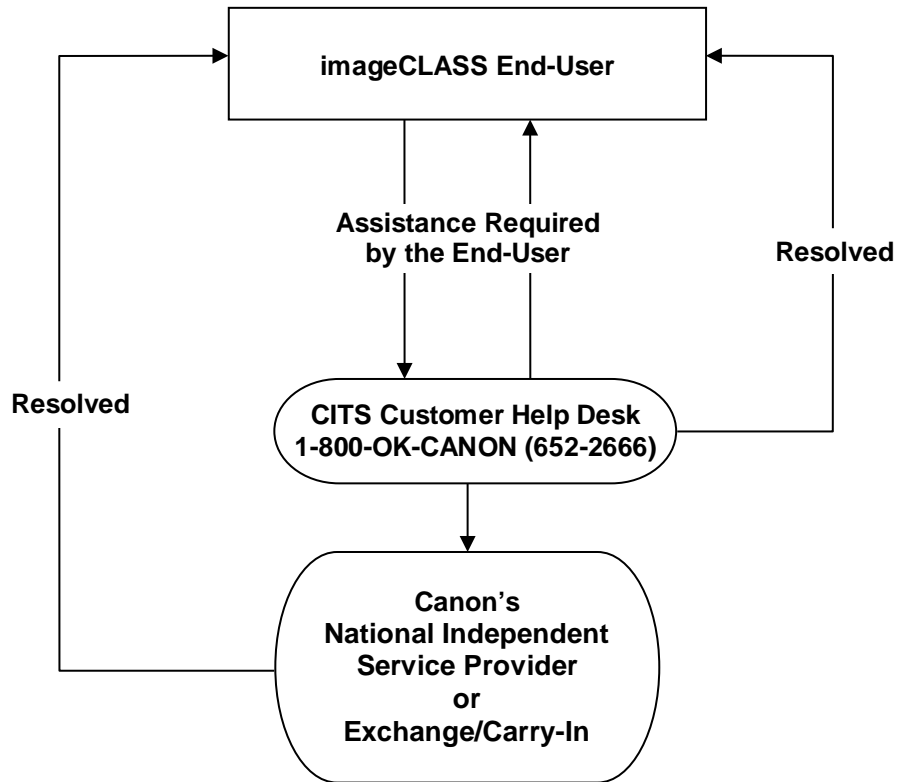 imageCLASS End-User
Assistance Required
by the End-User
Resolved
Resolved
CITS Customer Help Desk
1-800-OK-CANON (652-2666)
Canon’s
National Independent
Service Provider
or
Exchange/Carry-In